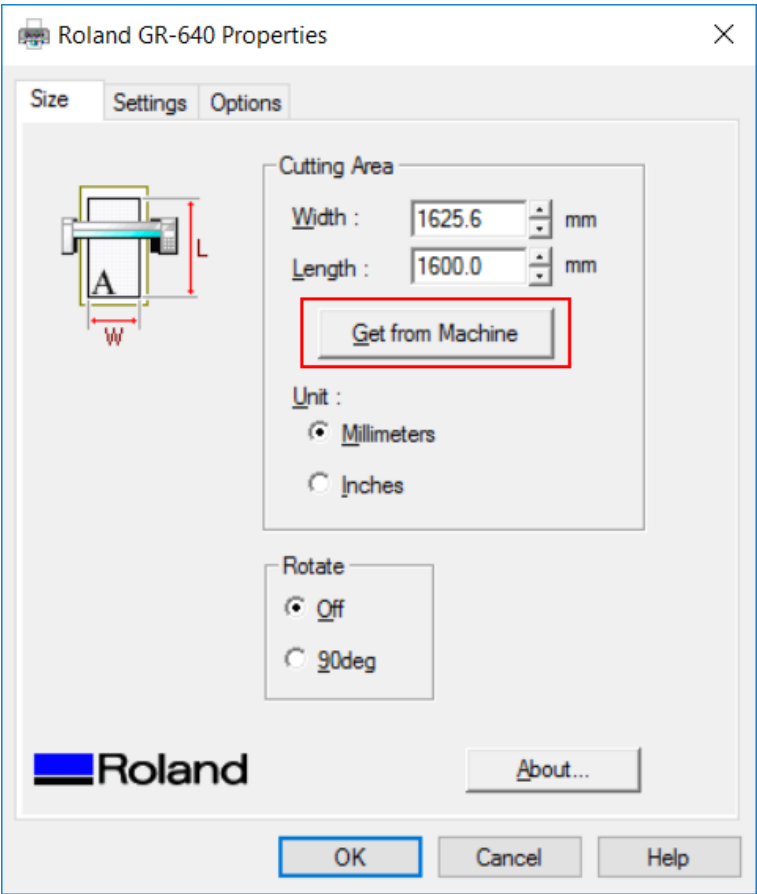 Roland GR-640 Properties
Size Settings Options
Cutting Area
Width : 1625.6 mm
Length : 1600.0 mm
L
A
W
Get from Machine
Unit :
Millimeters
Inches
Rotate
Off
90deg
Roland
About...
OK Cancel Help